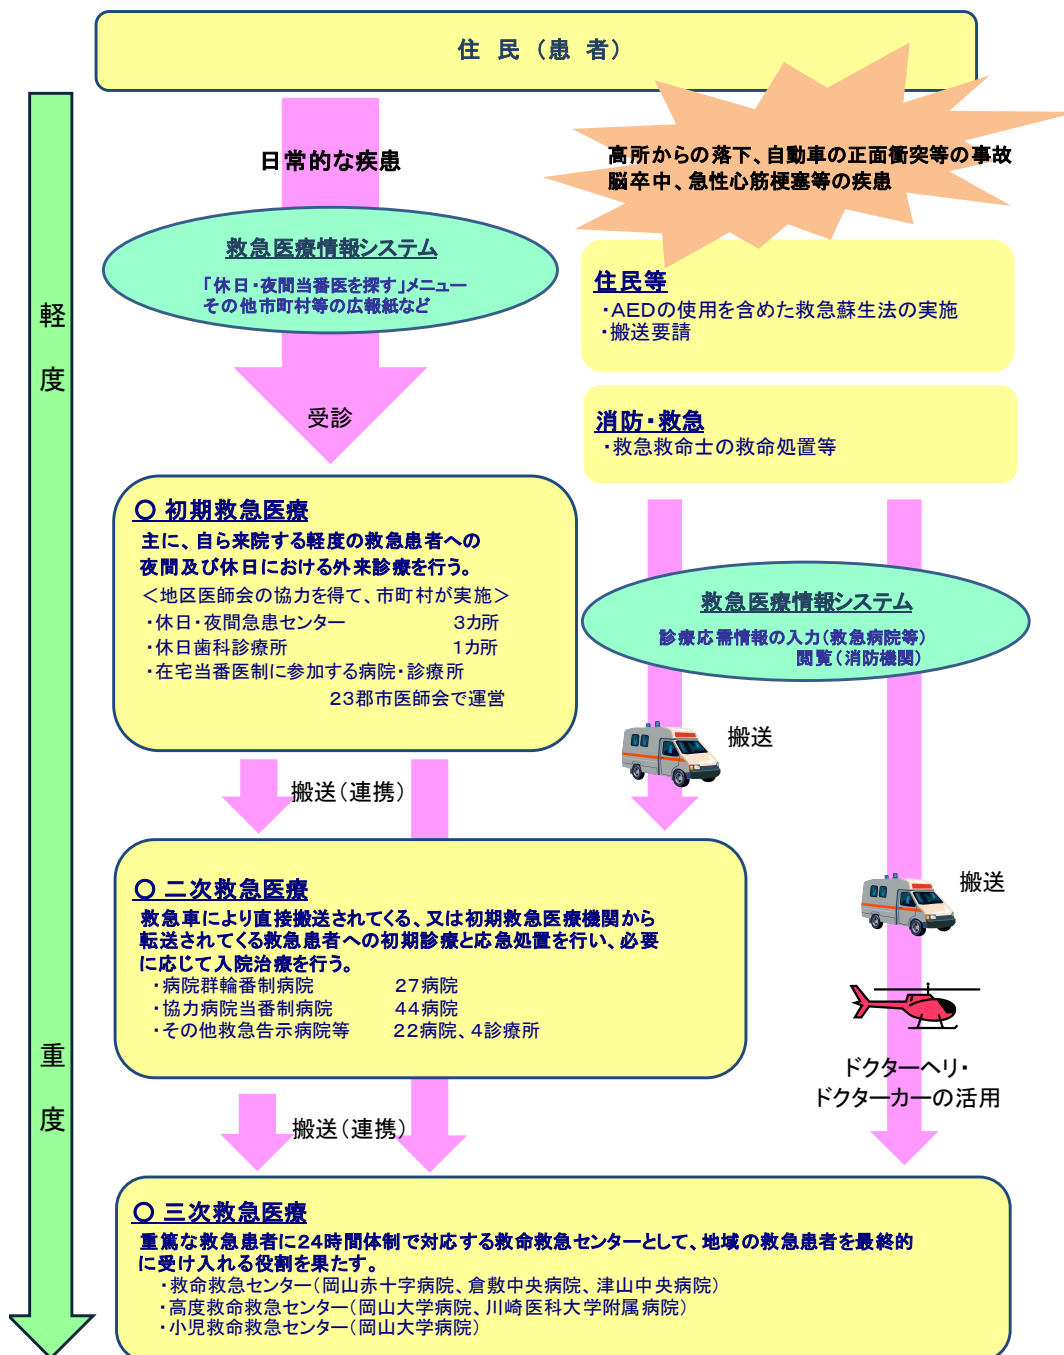 住 民 （患 者）
日常的な疾患
高所からの落下、自動車の正面衝突等の事故
脳卒中、急性心筋梗塞等の疾患
救急医療情報システム
「休日・夜間当番医を探す」メニュー
その他市町村等の広報紙など
住民等
・AEDの使用を含めた救急蘇生法の実施
・搬送要請
軽
度
受診
消防・救急
・救急救命士の救命処置等
○ 初期救急医療
主に、自ら来院する軽度の救急患者への
夜間及び休日における外来診療を行う。
＜地区医師会の協力を得て、市町村が実施＞
・休日・夜間急患センター 3カ所
・休日歯科診療所 1カ所
・在宅当番医制に参加する病院・診療所
23郡市医師会で運営
救急医療情報システム
診療応需情報の入力（救急病院等）
閲覧（消防機関）
搬送
搬送（連携）
○ 二次救急医療
救急車により直接搬送されてくる、又は初期救急医療機関から
転送されてくる救急患者への初期診療と応急処置を行い、必要
に応じて入院治療を行う。
・病院群輪番制病院 27病院
・協力病院当番制病院 44病院
・その他救急告示病院等 22病院、4診療所
搬送
ドクターヘリ・
ドクターカーの活用
重
度
搬送（連携）
○ 三次救急医療
重篤な救急患者に24時間体制で対応する救命救急センターとして、地域の救急患者を最終的
に受け入れる役割を果たす。
・救命救急センター（岡山赤十字病院、倉敷中央病院、津山中央病院）
・高度救命救急センター（岡山大学病院、川崎医科大学附属病院）
・小児救命救急センター（岡山大学病院）